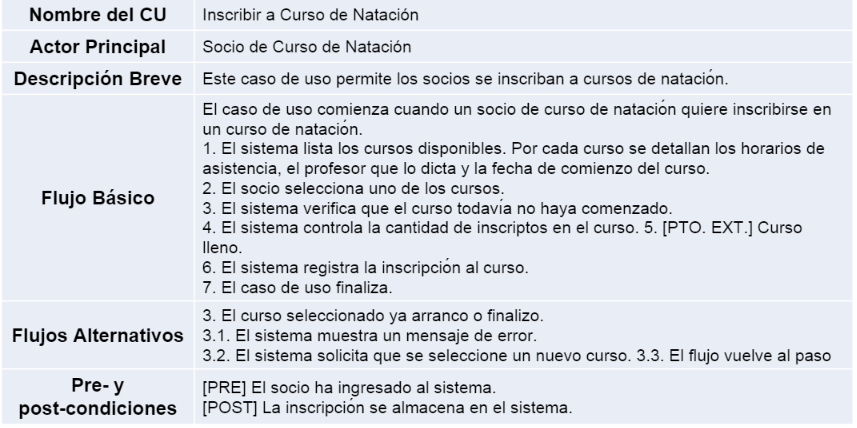 Nombre del CU
Inscribir a Curso de Natación
Actor Principal
Socio de Curso de Natación
Descripción Breve
Este caso de uso permite los socios se inscriban a cursos de natación.
Flujo Básico
El caso de uso comienza cuando un socio de curso de natación quiere inscribirse en
un curso de natación.
1. El sistema lista los cursos disponibles. Por cada curso se detallan los horarios de
asistencia, el profesor que lo dicta y la fecha de comienzo del curso.
2. El socio selecciona uno de los cursos.
3. El sistema verifica que el curso todavía no haya comenzado.
4. El sistema controla la cantidad de inscriptos en el curso. 5. [PTO. EXT.] Curso
lleno.
6. El sistema registra la inscripción al curso.
7. El caso de uso finaliza.
Flujos Alternativos
3. El curso seleccionado ya arranco o finalizo.
3.1. El sistema muestra un mensaje de error.
3.2. El sistema solicita que se seleccione un nuevo curso. 3.3. El flujo vuelve al paso
Pre- y
post-condiciones
[PRE] El socio ha ingresado al sistema.
[POST] La inscripción se almacena en el sistema.